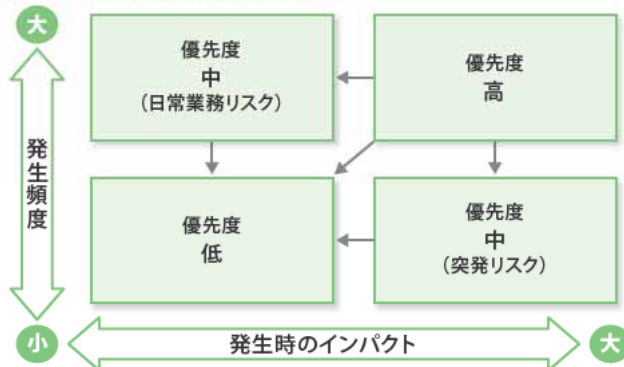 大
優先度
中
(日常業務リスク)
優先度
高
発生頻度
優先度
低
優先度
中
(突発リスク)
小
発生時のインパクト
大